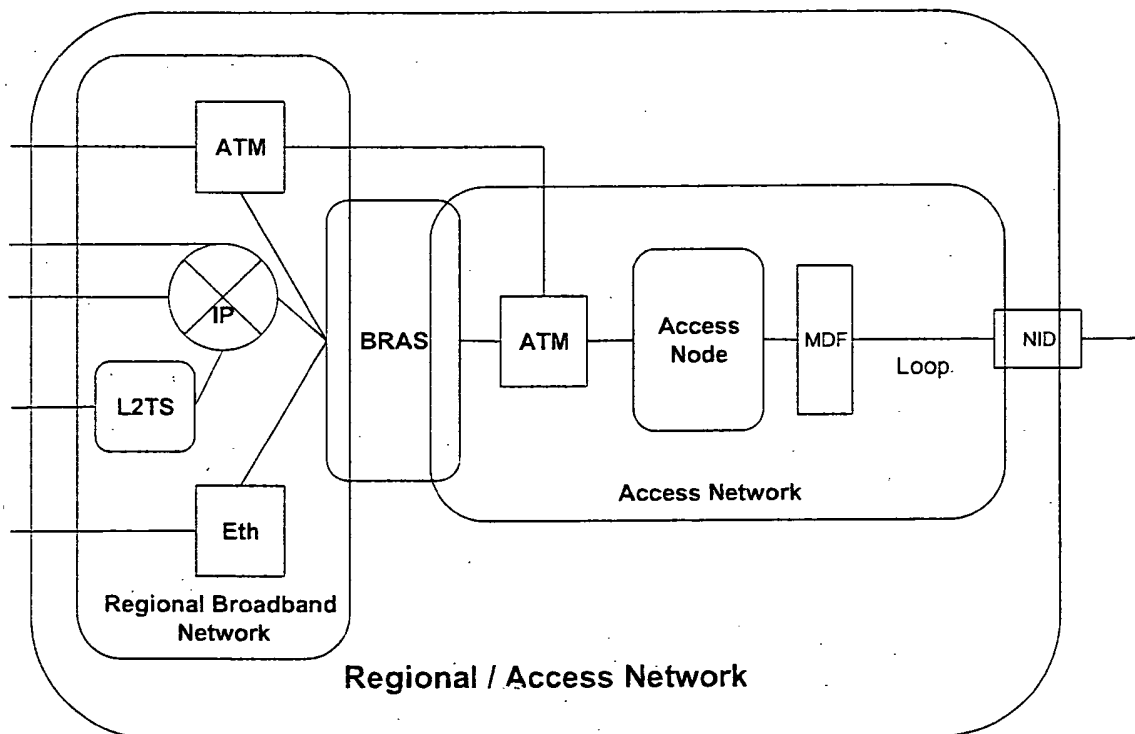 ATM
IP
L2TS
Eth
Regional Broadband
Network
BRAS
ATM
Access
Node
MDF
Loop
NID
Access Network
Regional / Access Network